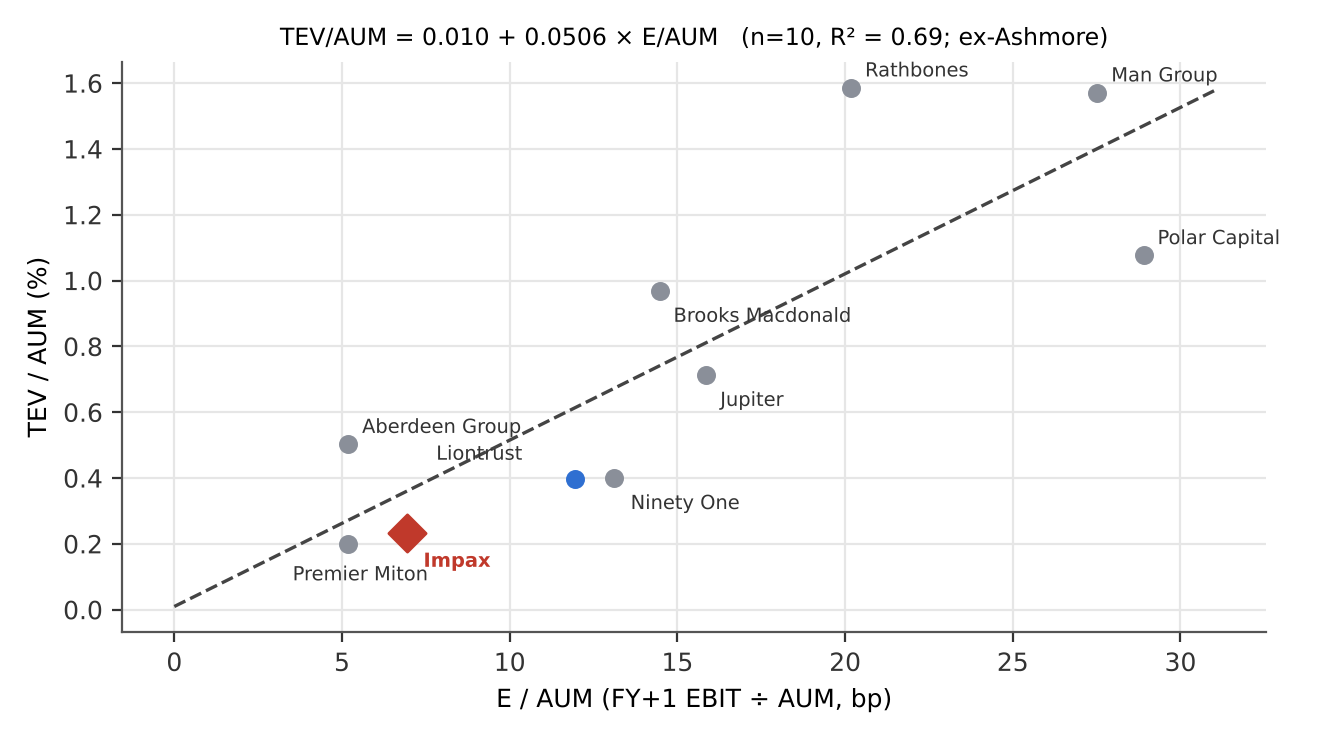 TEV/AUM = 0.010 + 0.0506 × E/AUM (n=10, R² = 0.69; ex-Ashmore)
TEV / AUM (%)
1.6
1.4
1.2
1.0
0.8
0.6
0.4
0.2
0.0
Rathbones
Man Group
Polar Capital
Brooks Macdonald
Jupiter
Aberdeen Group
Liontrust
Ninety One
Impax
Premier Miton
0 5 10 15 20 25 30
E / AUM (FY+1 EBIT ÷ AUM, bp)